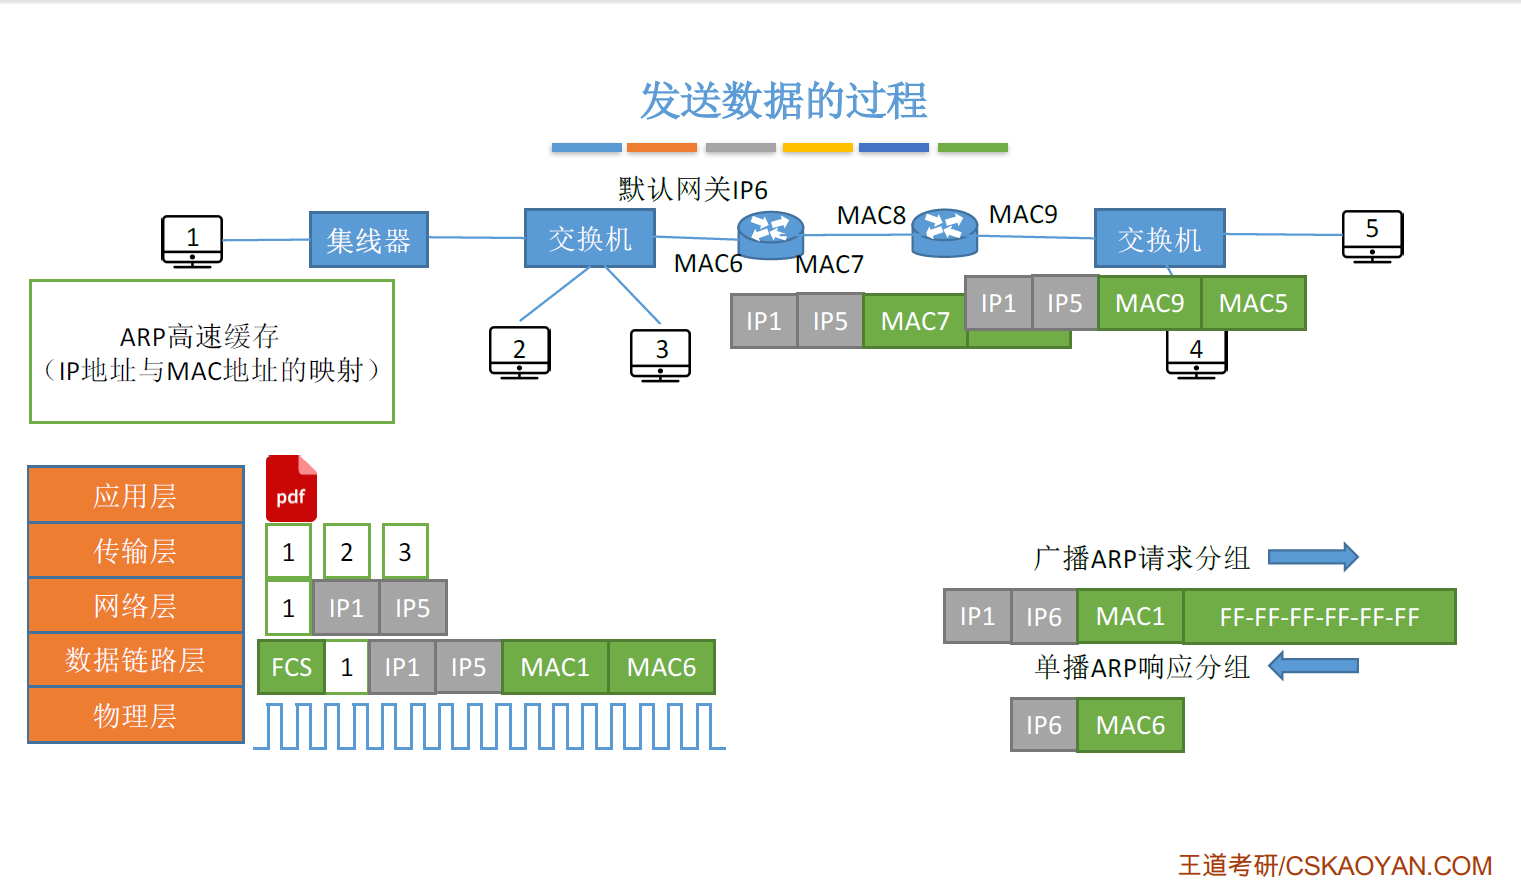 发送数据的过程
默认网关IP6
1
集线器
交换机
MAC6
MAC7
MAC8
MAC9
交换机
5
2
3
4
IP1 IP5 MAC7
IP1 IP5 MAC9 MAC5
ARP高速缓存
（IP地址与MAC地址的映射）
应用层
pdf
传输层
1 2 3
网络层
1 IP1 IP5
数据链路层
FCS 1 IP1 IP5 MAC1 MAC6
物理层
广播ARP请求分组
IP1 IP6 MAC1 FF-FF-FF-FF-FF-FF
单播ARP响应分组
IP6 MAC6
王道考研/CSKAOYAN.COM